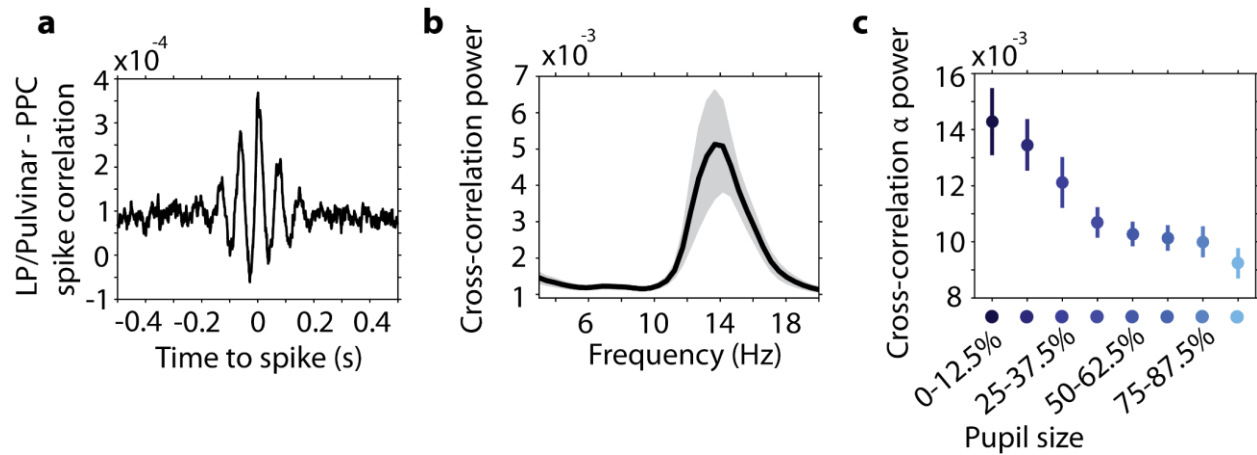 a
x10⁻⁴
LP/Pulvinar - PPC
spike correlation
4
3
2
1
0
-1
-0.4 -0.2 0 0.2 0.4
Time to spike (s)
b
x10⁻³
Cross-correlation power
7
6
5
4
3
2
1
6 10 14 18
Frequency (Hz)
c
x10⁻³
Cross-correlation α power
16
14
12
10
8
0-12.5%
25-37.5%
50-62.5%
75-87.5%
Pupil size